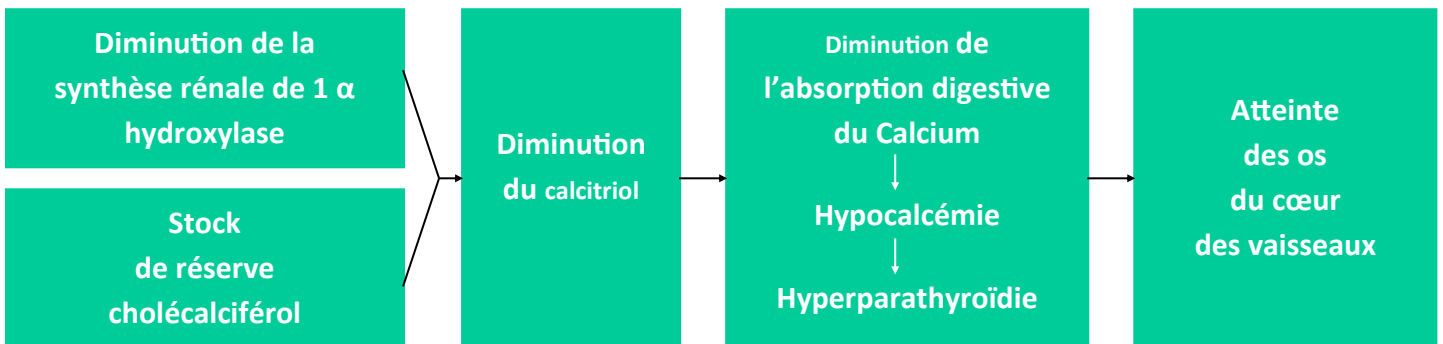 Diminution de la
synthèse rénale de 1 α
hydroxylase
Stock
de réserve
cholécalciférol
Diminution
du calcitriol
Diminution de
l’absorption digestive
du Calcium
Hypocalcémie
Hyperparathyroïdie
Atteinte
des os
du cœur
des vaisseaux